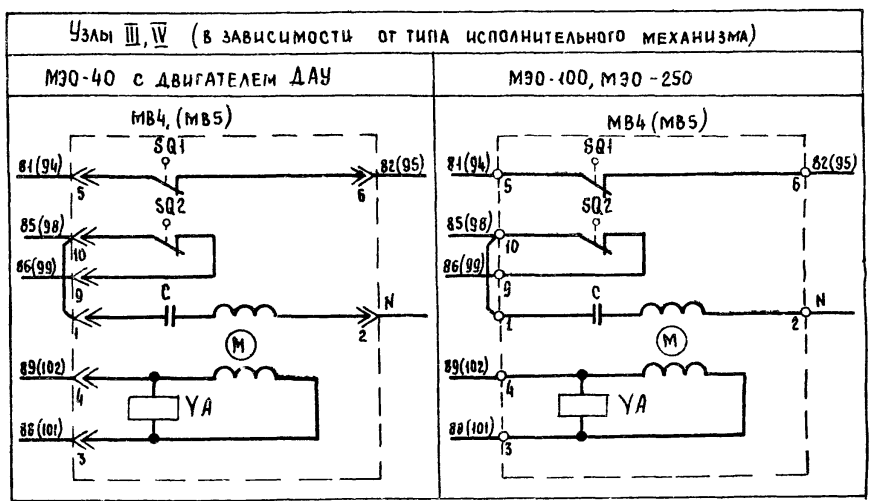 Узлы III, IV (в зависимости от типа исполнительного механизма)
МЭО-40 с двигателем ДАУ
МВ4, (МВ5)
SQ1
81(94)
5
82(95)
6
SQ2
85(98)
10
86(99)
9
C
N
1
2
М
89(102)
4
YA
88(101)
3
МЭО-100, МЭО-250
МВ4 (МВ5)
SQ1
81(94)
5
82(95)
6
SQ2
85(98)
10
86(99)
9
C
N
1
2
М
89(102)
4
YA
88(101)
3